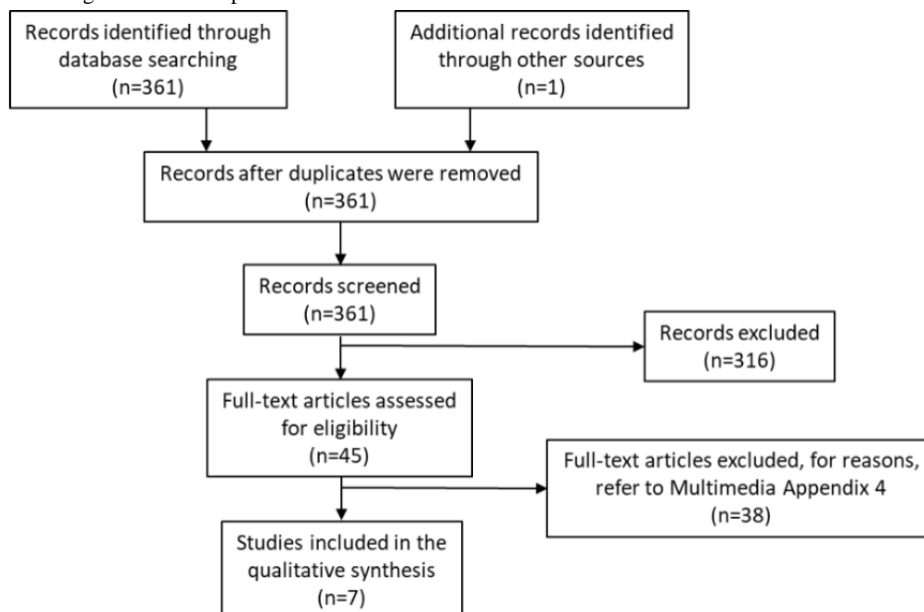 Records identified through
database searching
(n=361)
Additional records identified
through other sources
(n=1)
Records after duplicates were removed
(n=361)
Records screened
(n=361)
Records excluded
(n=316)
Full-text articles assessed
for eligibility
(n=45)
Full-text articles excluded, for reasons,
refer to Multimedia Appendix 4
(n=38)
Studies included in the
qualitative synthesis
(n=7)